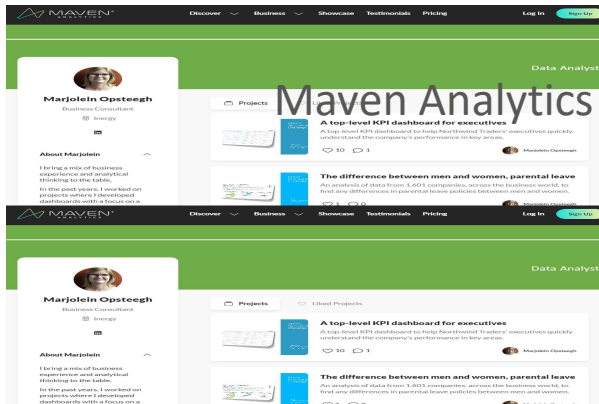 MAVEN
ANALYTICS
Discover Business Showcase Testimonials Pricing Log In Sign Up
Data Analyst
Maven Analytics
Marjolein Opsteegh
Business Consultant
Inergy
in
About Marjolein
I bring a mix of business
experience and analytical
thinking to the table.
In the past years, I worked on
projects where I developed
dashboards with a focus on a
Projects
A top-level KPI dashboard for executives
A top-level KPI dashboard to help Northwind Traders' executives quickly
understand the company's performance in key areas.
10 1 Marjolein Opsteegh
The difference between men and women, parental leave
An analysis of data from 1.601 companies, across the business world, to
find any differences in parental leave policies between men and women.
1 0 Marjolein Opsteegh
MAVEN
ANALYTICS
Discover Business Showcase Testimonials Pricing Log In Sign Up
Data Analyst
Marjolein Opsteegh
Business Consultant
Inergy
in
About Marjolein
I bring a mix of business
experience and analytical
thinking to the table.
In the past years, I worked on
projects where I developed
dashboards with a focus on a
Projects Liked Projects
A top-level KPI dashboard for executives
A top-level KPI dashboard to help Northwind Traders' executives quickly
understand the company's performance in key areas.
10 1 Marjolein Opsteegh
The difference between men and women, parental leave
An analysis of data from 1.601 companies, across the business world, to
find any differences in parental leave policies between men and women.